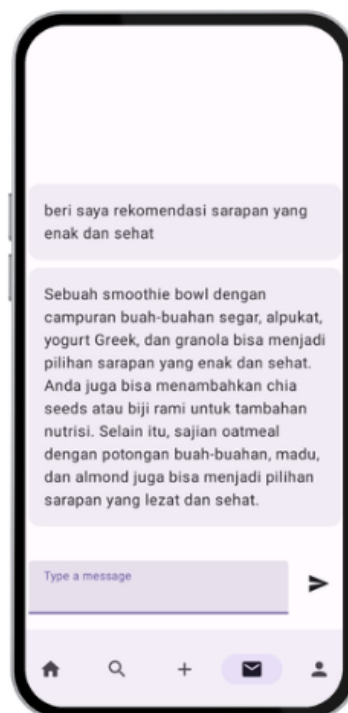 beri saya rekomendasi sarapan yang
enak dan sehat
Sebuah smoothie bowl dengan
campuran buah-buahan segar, alpukat,
yogurt Greek, dan granola bisa menjadi
pilihan sarapan yang enak dan sehat.
Anda juga bisa menambahkan chia
seeds atau biji rami untuk tambahan
nutrisi. Selain itu, sajian oatmeal
dengan potongan buah-buahan, madu,
dan almond juga bisa menjadi pilihan
sarapan yang lezat dan sehat.
Type a message